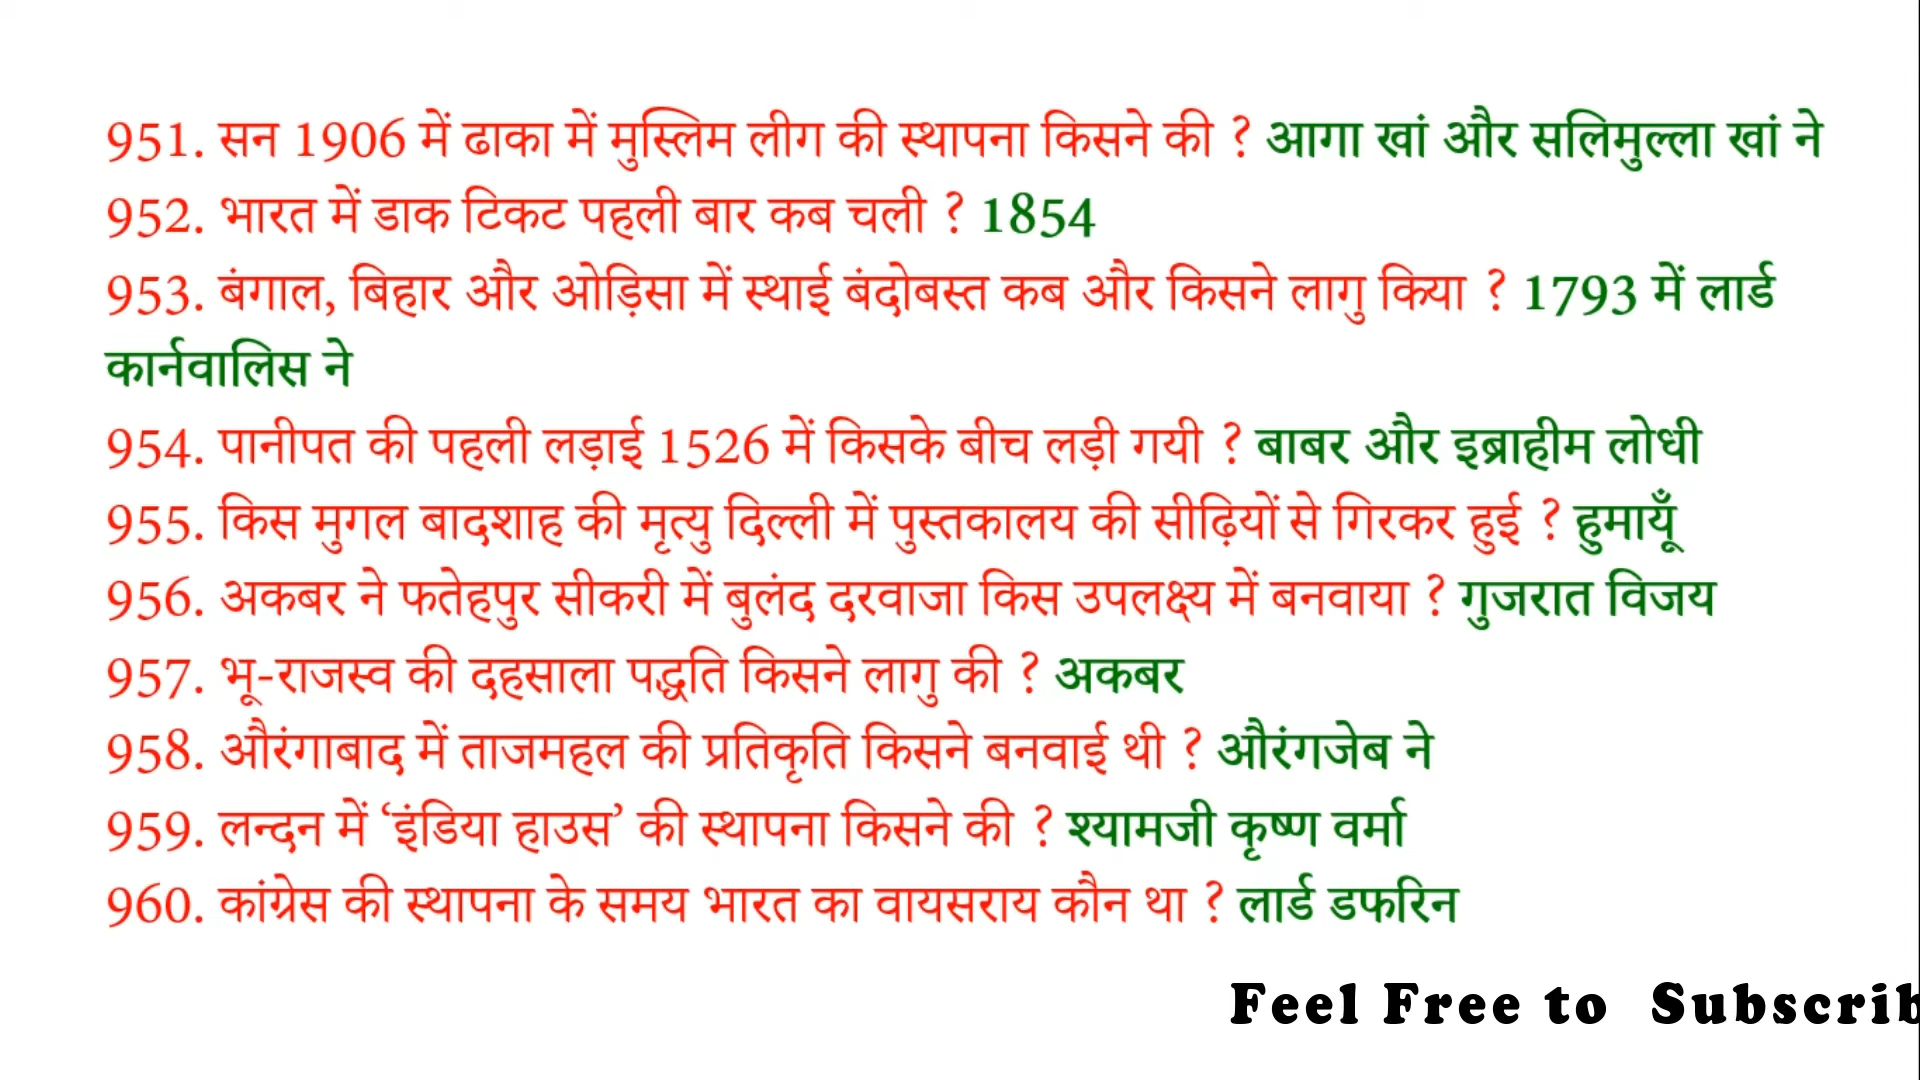 951. सन 1906 में ढाका में मुस्लिम लीग की स्थापना किसने की ? आगा खां और सलिमुल्ला खां ने
952. भारत में डाक टिकट पहली बार कब चली ? 1854
953. बंगाल, बिहार और ओड़िसा में स्थाई बंदोबस्त कब और किसने लागु किया ? 1793 में लार्ड
कार्नवालिस ने
954. पानीपत की पहली लड़ाई 1526 में किसके बीच लड़ी गयी ? बाबर और इब्राहीम लोधी
955. किस मुगल बादशाह की मृत्यु दिल्ली में पुस्तकालय की सीढ़ियों से गिरकर हुई ? हुमायूँ
956. अकबर ने फतेहपुर सीकरी में बुलंद दरवाजा किस उपलक्ष्य में बनवाया ? गुजरात विजय
957. भू-राजस्व की दहसाला पद्धति किसने लागु की ? अकबर
958. औरंगाबाद में ताजमहल की प्रतिकृति किसने बनवाई थी ? औरंगजेब ने
959. लन्दन में ‘इंडिया हाउस’ की स्थापना किसने की ? श्यामजी कृष्ण वर्मा
960. कांग्रेस की स्थापना के समय भारत का वायसराय कौन था ? लार्ड डफरिन
Feel Free to Subscrib